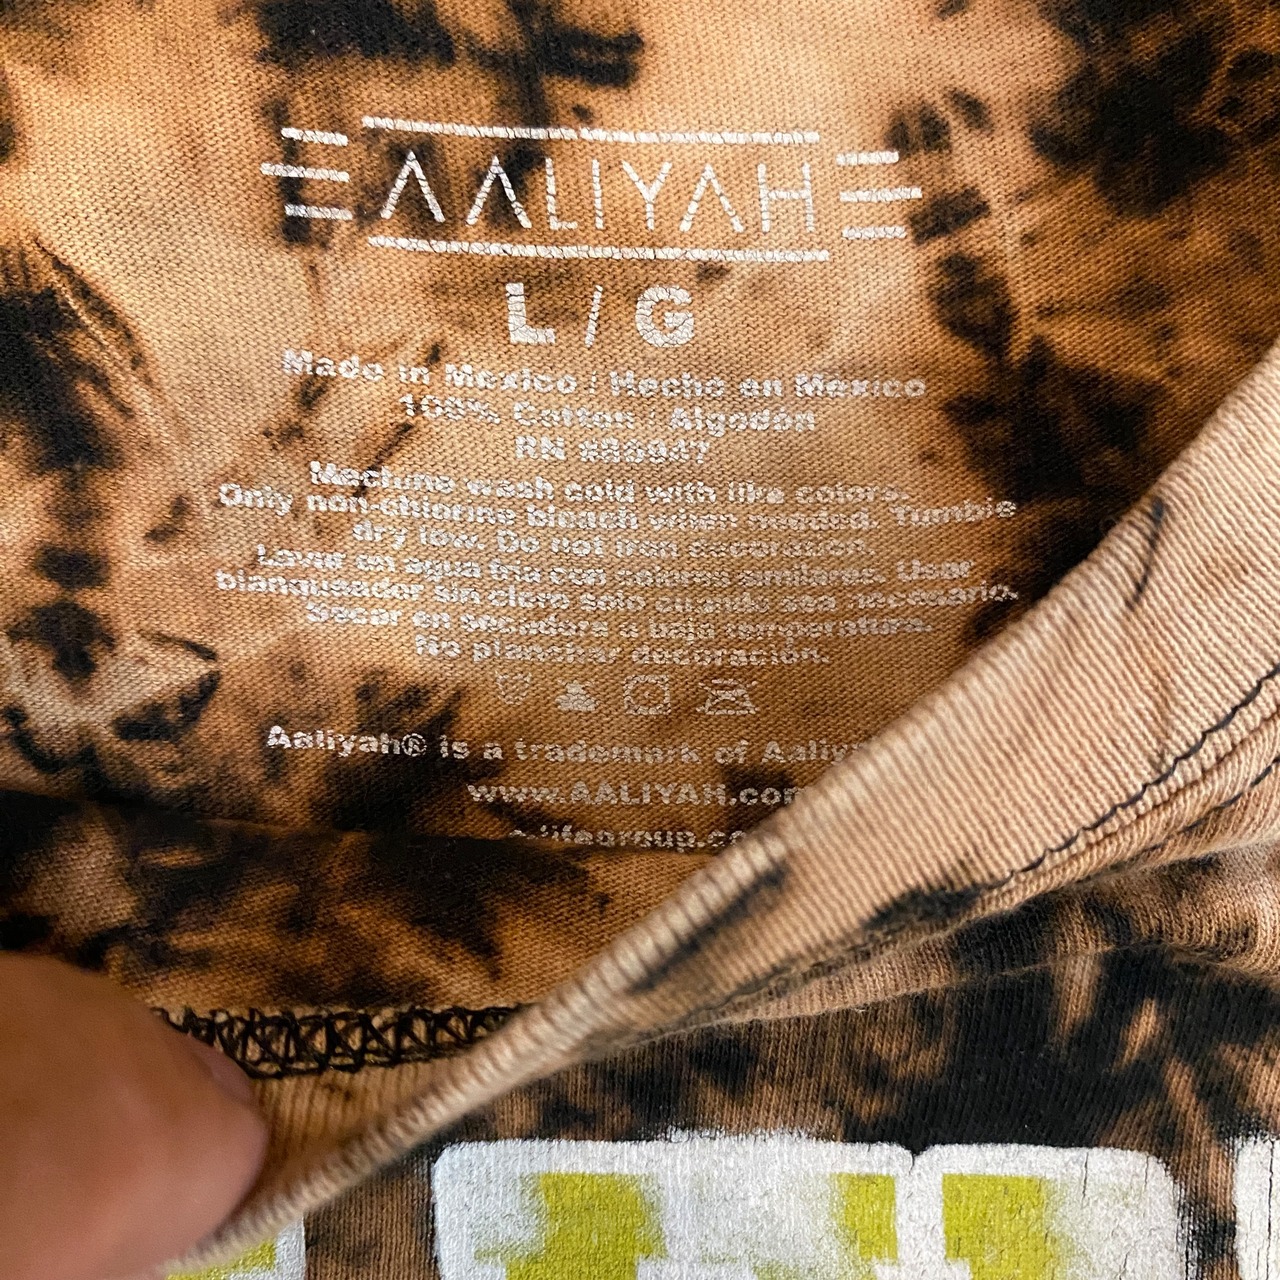 AALIYAH
L / G
Made in Mexico / Hecho en México
100% Cotton / Algodón
RN #88947
Machine wash cold with like colors.
Only non-chlorine bleach when needed. Tumble
dry low. Do not iron decoration.
Lavar en agua fria con colores similares. Usar
blanqueador sin cloro solo cuando sea necesario.
Secar en secadora a baja temperatura.
No planchar decoración.
Aaliyah® is a trademark of
www.AALIYAH.com